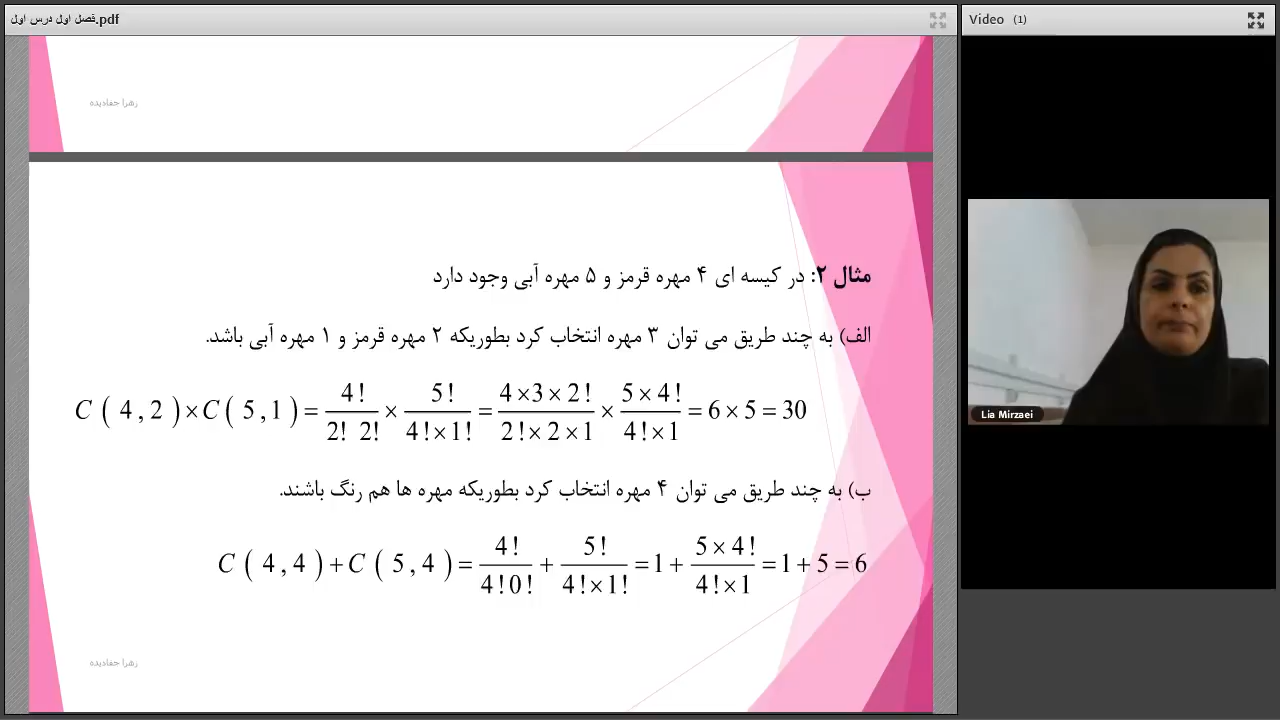 فصل اول درس اول.pdf
Video (1)
زهرا جفادیده
مثال ۲: در کیسه ای ۴ مهره قرمز و ۵ مهره آبی وجود دارد
الف) به چند طریق می توان ۳ مهره انتخاب کرد بطوریکه ۲ مهره قرمز و ۱ مهره آبی باشد.
C ( 4 , 2 ) × C ( 5 , 1 ) = 4! / 2! 2! × 5! / 4! × 1! = 4 × 3 × 2! / 2! × 2 × 1 × 5 × 4! / 4! × 1 = 6 × 5 = 30
ب) به چند طریق می توان ۴ مهره انتخاب کرد بطوریکه مهره ها هم رنگ باشند.
C ( 4 , 4 ) + C ( 5 , 4 ) = 4! / 4! 0! + 5! / 4! × 1! = 1 + 5 × 4! / 4! × 1 = 1 + 5 = 6
زهرا جفادیده
Lia Mirzaei